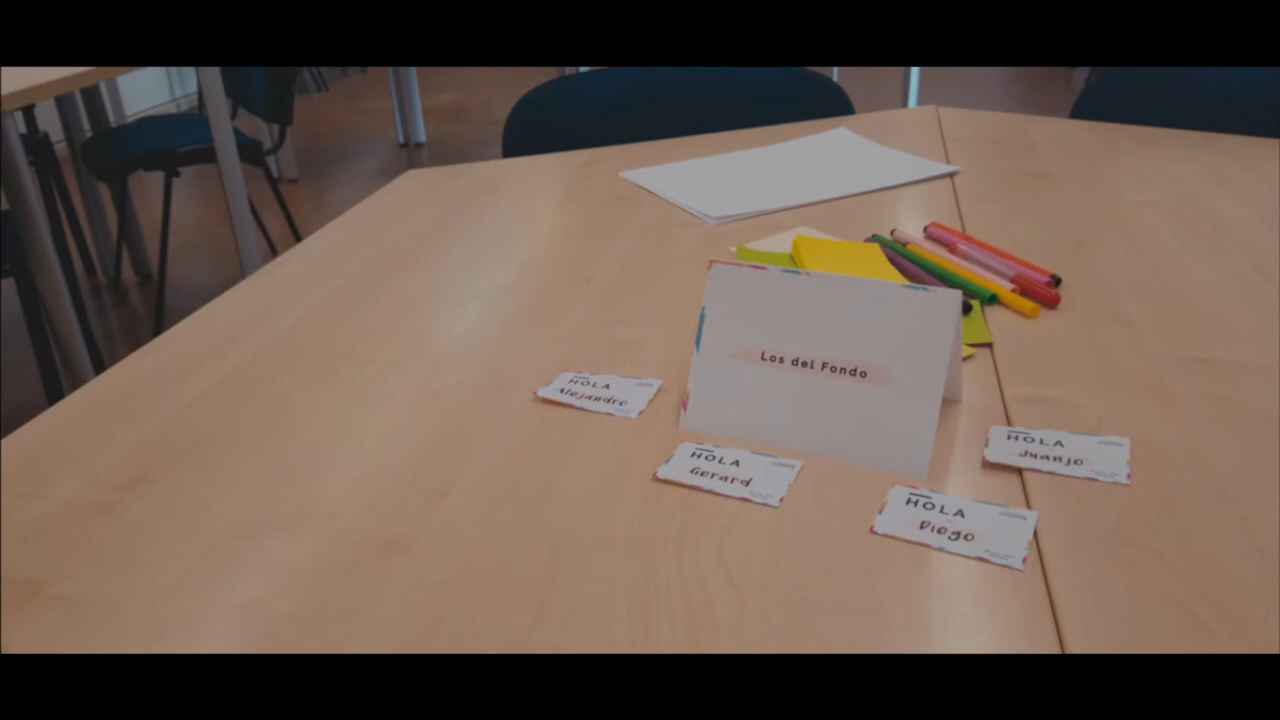 Los del Fondo
HOLA
Alejandro
HOLA
Gerard
HOLA
Juanjo
HOLA
Diego